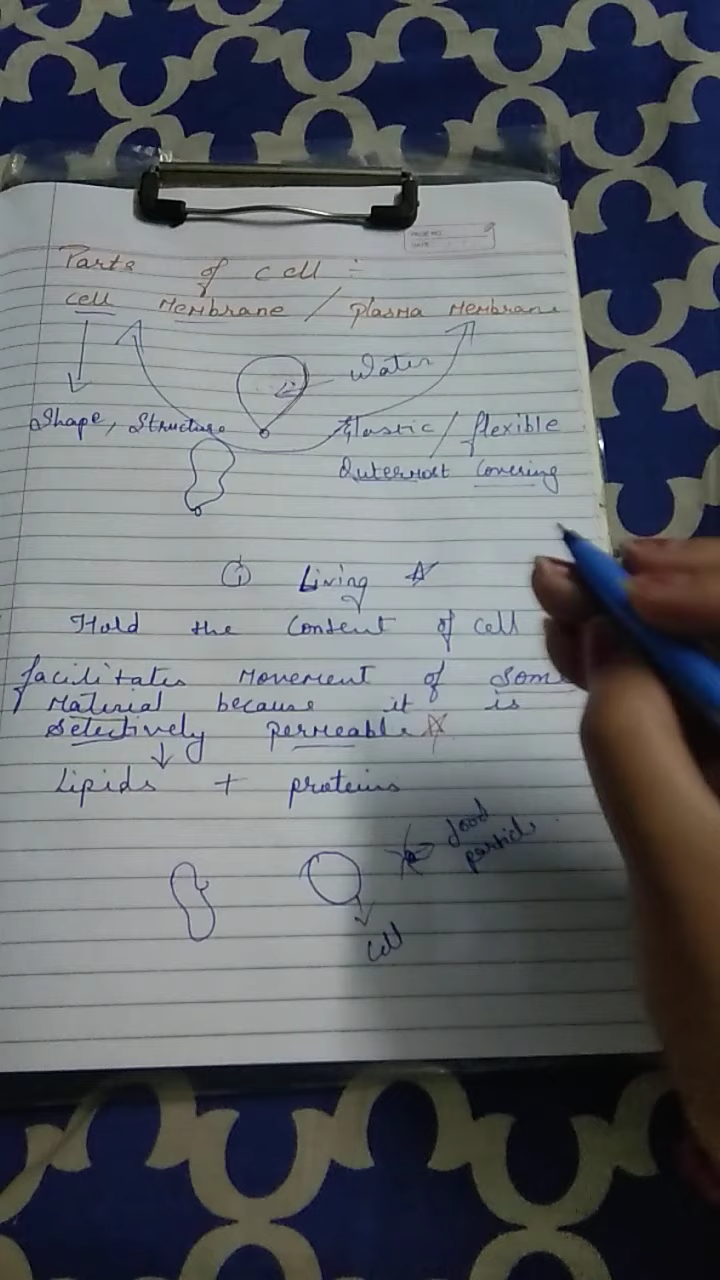 Parts of cell :-
Cell Membrane / Plasma Membrane
Water
Shape, Structure
Elastic / flexible
Outermost Covering
① Living ☆
Hold the content of cell
facilitates Movement of Some
Material because it is
Selectively permeable ☆
Lipids + proteins
food
particle
Cell